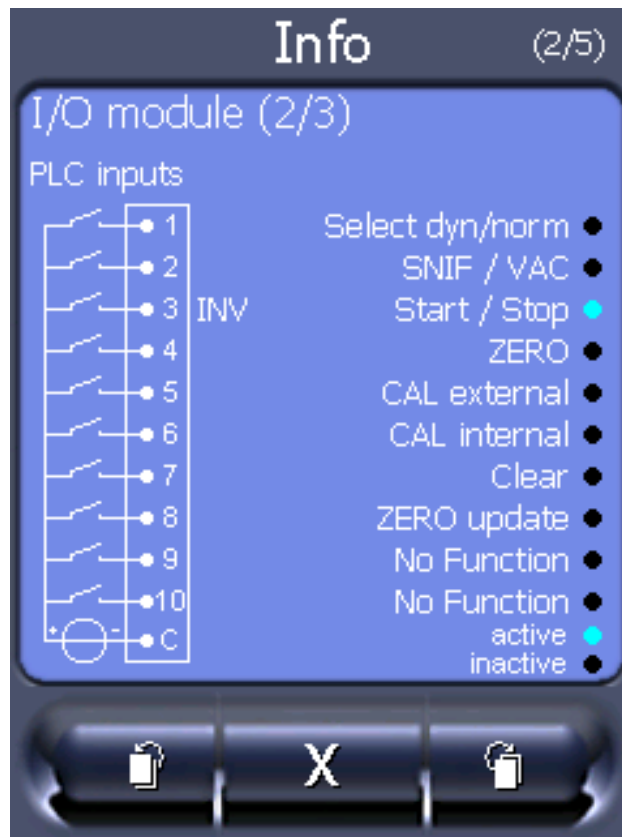 Info (2/5)
I/O module (2/3)
PLC inputs
1 Select dyn/norm
2 SNIF / VAC
3 INV Start / Stop
4 ZERO
5 CAL external
6 CAL internal
7 Clear
8 ZERO update
9 No Function
10 No Function
+ - C active
inactive
X